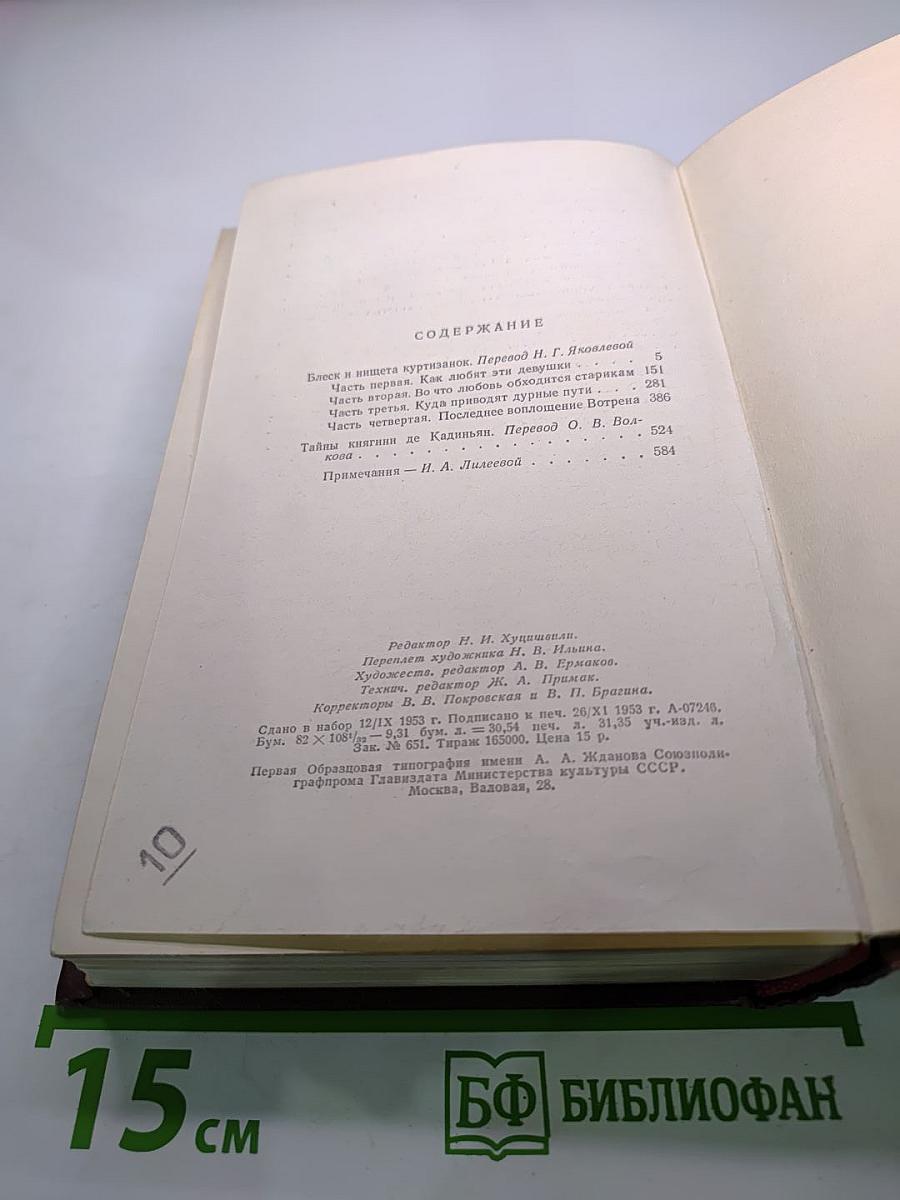 СОДЕРЖАНИЕ
Блеск и нищета куртизанок. Перевод Н. Г. Яковлевой
Часть первая. Как любят эти девушки . . . . 5
Часть вторая. Во что любовь обходится старикам 151
Часть третья. Куда приводят дурные пути . . . 281
Часть четвертая. Последнее воплощение Вотрена 386
Тайны княгини де Кадиньян. Перевод О. В. Вол-
кова . . . . . . . . . . . . . . . . . . 524
Примечания — И. А. Лилеевой . . . . . . . 584
Редактор Н. И. Хуцишвили.
Переплет художника Н. В. Ильина.
Художеств. редактор А. В. Ермаков.
Технич. редактор Ж. А. Примак.
Корректоры В. В. Покровская и В. П. Брагина.
Сдано в набор 12/IX 1953 г. Подписано к печ. 26/XI 1953 г. А-07246.
Бум. 82 × 108¹/₃₂ — 9,31 бум. л. = 30,54 печ. л. 31,35 уч.-изд. л.
Зак. № 651. Тираж 165000. Цена 15 р.
Первая Образцовая типография имени А. А. Жданова Союзполи-
графпрома Главиздата Министерства культуры СССР.
Москва, Валовая, 28.
10
15 см
БФ БИБЛИОФАН